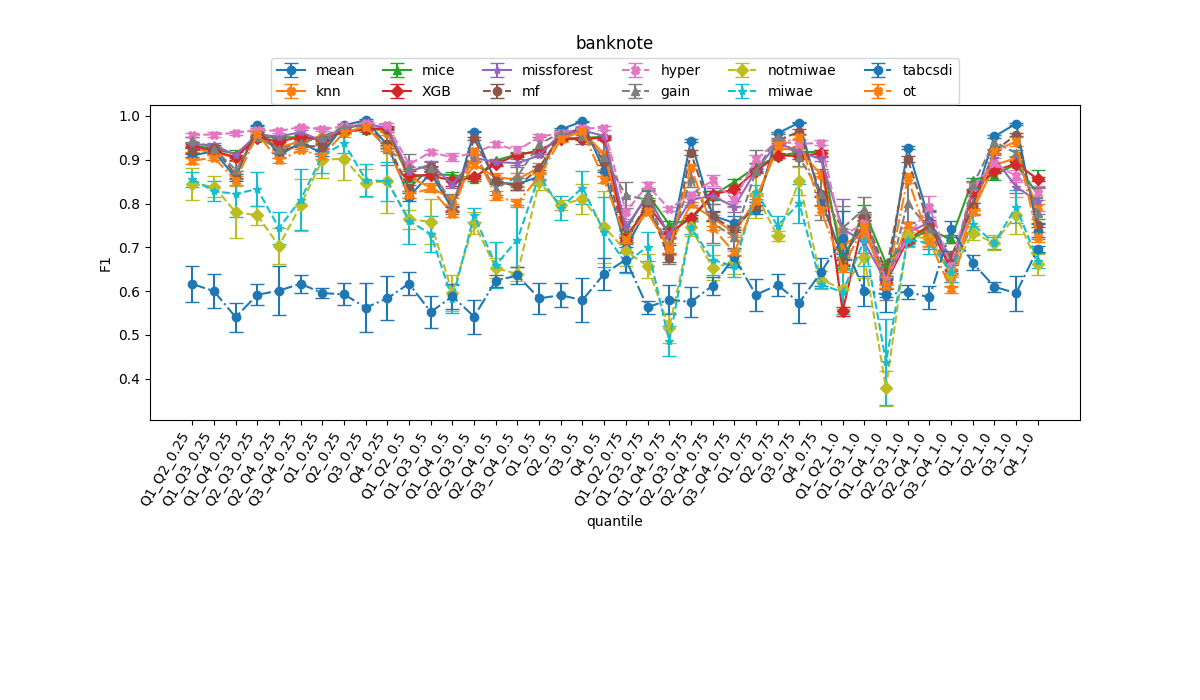 banknote
mean mice missforest hyper notmiwae tabcsdi
knn XGB mf gain miwae ot
1.0
0.9
0.8
0.7
0.6
0.5
0.4
F1
Q1_Q2_0.25
Q1_Q3_0.25
Q1_Q4_0.25
Q2_Q3_0.25
Q2_Q4_0.25
Q3_Q4_0.25
Q1_0.25
Q2_0.25
Q3_0.25
Q4_0.25
Q1_Q2_0.5
Q1_Q3_0.5
Q1_Q4_0.5
Q2_Q3_0.5
Q2_Q4_0.5
Q3_Q4_0.5
Q1_0.5
Q2_0.5
Q3_0.5
Q4_0.5
Q1_Q2_0.75
Q1_Q3_0.75
Q1_Q4_0.75
Q2_Q3_0.75
Q2_Q4_0.75
Q3_Q4_0.75
Q1_0.75
Q2_0.75
Q3_0.75
Q4_0.75
Q1_Q2_1.0
Q1_Q3_1.0
Q1_Q4_1.0
Q2_Q3_1.0
Q2_Q4_1.0
Q3_Q4_1.0
Q1_1.0
Q2_1.0
Q3_1.0
Q4_1.0
quantile